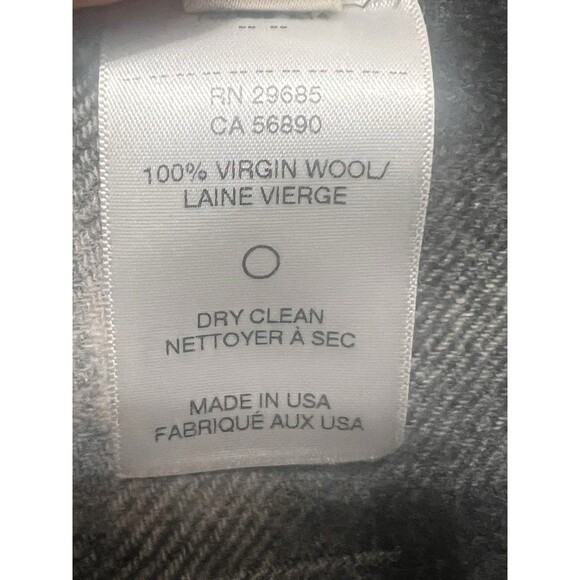 RN 29685
CA 56890
100% VIRGIN WOOL/
LAINE VIERGE
DRY CLEAN
NETTOYER À SEC
MADE IN USA
FABRIQUÉ AUX USA